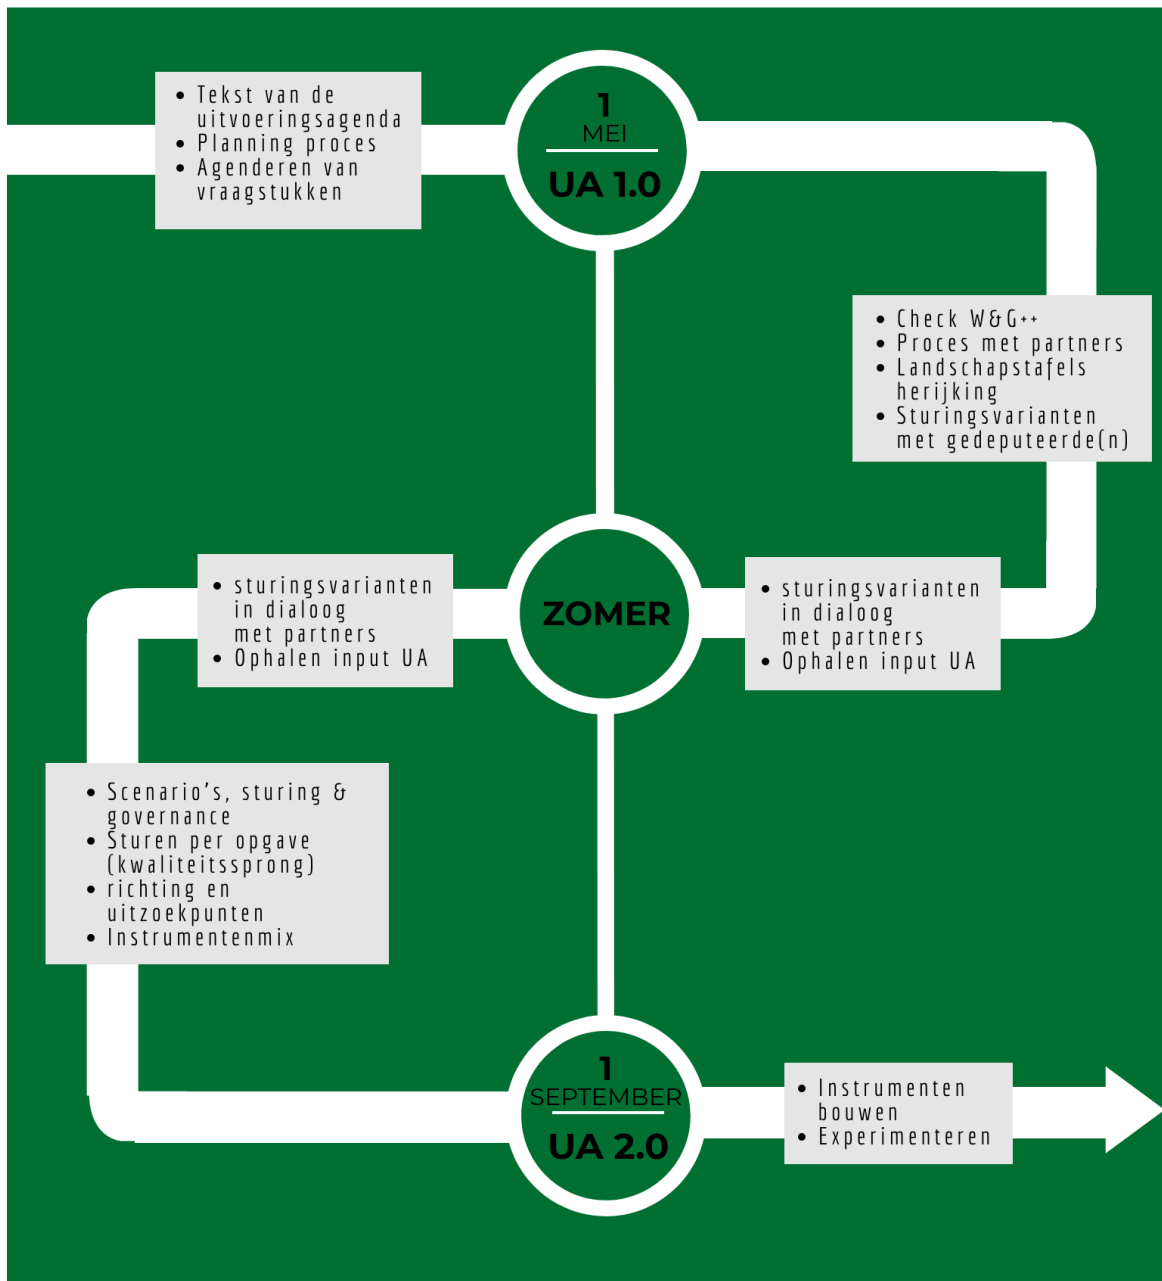 • Tekst van de
uitvoeringsagenda
• Planning proces
• Agenderen van
vraagstukken
1
MEI
UA 1.0
• Check W&G++
• Proces met partners
• Landschapstafels
herijking
• Sturingsvarianten
met gedeputeerde(n)
• sturingsvarianten
in dialoog
met partners
• Ophalen input UA
ZOMER
• sturingsvarianten
in dialoog
met partners
• Ophalen input UA
• Scenario's, sturing &
governance
• Sturen per opgave
(kwaliteitssprong)
• richting en
uitzoekpunten
• Instrumentenmix
1
SEPTEMBER
UA 2.0
• Instrumenten
bouwen
• Experimenteren